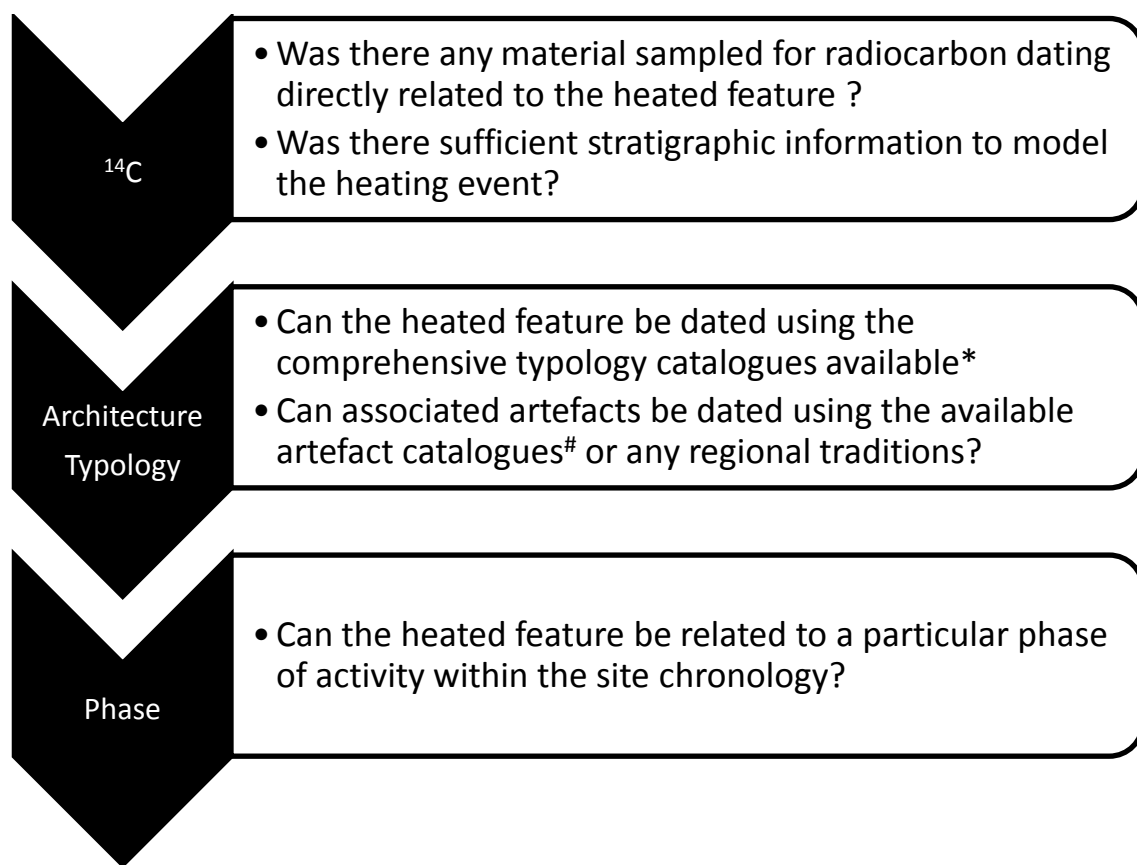 ¹⁴C
• Was there any material sampled for radiocarbon dating
directly related to the heated feature ?
• Was there sufficient stratigraphic information to model
the heating event?
Architecture
Typology
• Can the heated feature be dated using the
comprehensive typology catalogues available*
• Can associated artefacts be dated using the available
artefact catalogues# or any regional traditions?
Phase
• Can the heated feature be related to a particular phase
of activity within the site chronology?